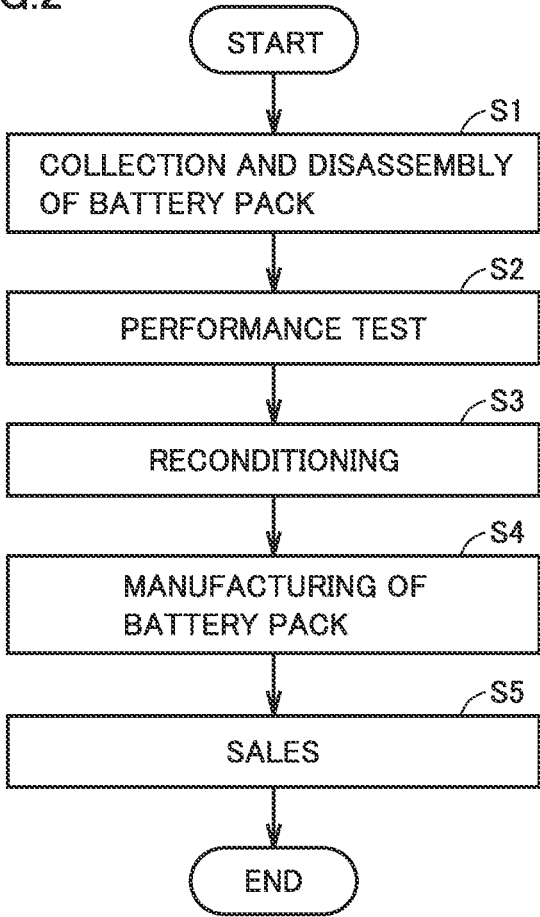 START
S1
COLLECTION AND DISASSEMBLY
OF BATTERY PACK
S2
PERFORMANCE TEST
S3
RECONDITIONING
S4
MANUFACTURING OF
BATTERY PACK
S5
SALES
END